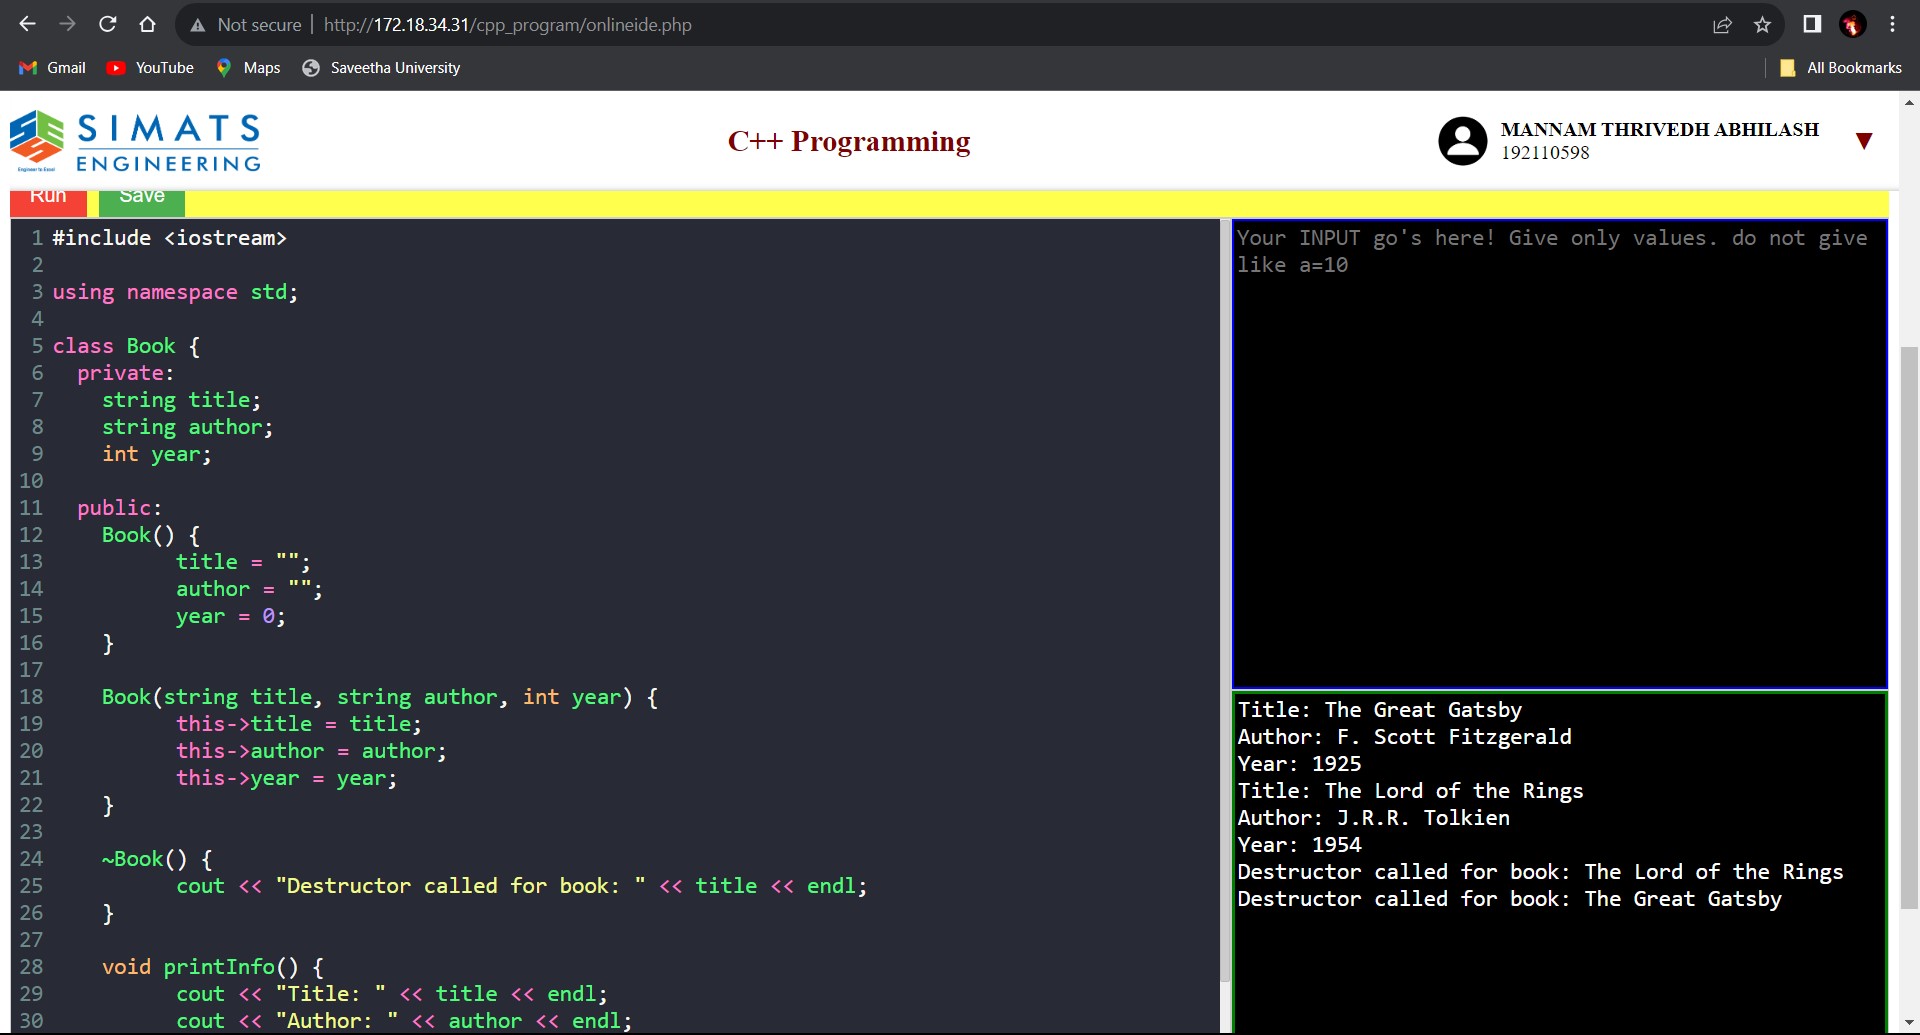 Not secure | http://172.18.34.31/cpp_program/onlineide.php
Gmail YouTube Maps Saveetha University All Bookmarks
SIMATS
ENGINEERING
Engineer to Excel
C++ Programming
MANNAM THRIVEDH ABHILASH
192110598
Run Save
1 #include <iostream>
2
3 using namespace std;
4
5 class Book {
6   private:
7     string title;
8     string author;
9     int year;
10
11   public:
12     Book() {
13           title = "";
14           author = "";
15           year = 0;
16     }
17
18     Book(string title, string author, int year) {
19           this->title = title;
20           this->author = author;
21           this->year = year;
22     }
23
24     ~Book() {
25           cout << "Destructor called for book: " << title << endl;
26     }
27
28     void printInfo() {
29           cout << "Title: " << title << endl;
30           cout << "Author: " << author << endl;
Your INPUT go's here! Give only values. do not give
like a=10
Title: The Great Gatsby
Author: F. Scott Fitzgerald
Year: 1925
Title: The Lord of the Rings
Author: J.R.R. Tolkien
Year: 1954
Destructor called for book: The Lord of the Rings
Destructor called for book: The Great Gatsby